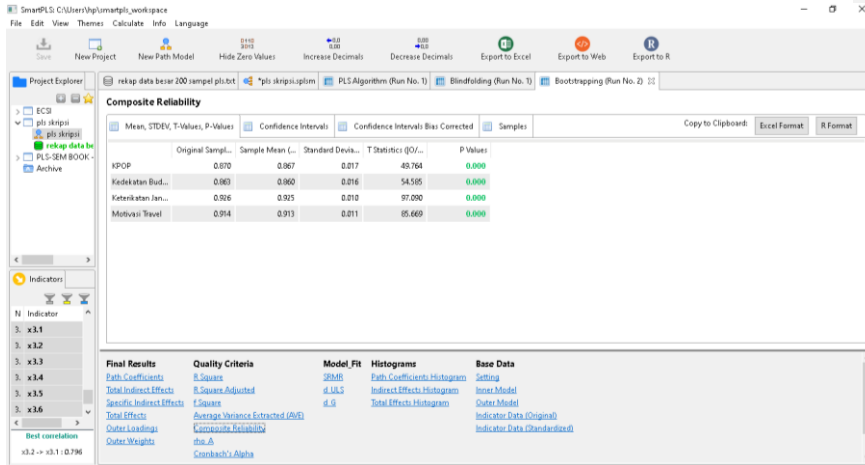 SmartPLS: C:\Users\hp\smartpls_workspace
File Edit View Themes Calculate Info Language
Save New Project New Path Model Hide Zero Values Increase Decimals Decrease Decimals Export to Excel Export to Web Export to R
Project Explorer
ECSI
pls skripsi
pls skripsi
rekap data be
PLS-SEM BOOK -
Archive
Indicators
N Indicator
3. x3.1
3. x3.2
3. x3.3
3. x3.4
3. x3.5
3. x3.6
Best correlation
x3.2 -> x3.1 : 0.796
rekap data besar 200 sampel pls.txt *pls skripsi.splsm PLS Algorithm (Run No. 1) Blindfolding (Run No. 1) Bootstrapping (Run No. 2)
Composite Reliability
Mean, STDEV, T-Values, P-Values Confidence Intervals Confidence Intervals Bias Corrected Samples Copy to Clipboard: Excel Format R Format
Original Sampl... Sample Mean (... Standard Devia... T Statistics (|O/... P Values
KPOP 0.870 0.867 0.017 49.764 0.000
Kedekatan Bud... 0.863 0.860 0.016 54.585 0.000
Keterikatan Jan... 0.926 0.925 0.010 97.090 0.000
Motivasi Travel 0.914 0.913 0.011 85.669 0.000
Final Results Quality Criteria Model_Fit Histograms Base Data
Path Coefficients R Square SRMR Path Coefficients Histogram Setting
Total Indirect Effects R Square Adjusted d_ULS Indirect Effects Histogram Inner Model
Specific Indirect Effects f Square d_G Total Effects Histogram Outer Model
Total Effects Average Variance Extracted (AVE) Indicator Data (Original)
Outer Loadings Composite Reliability Indicator Data (Standardized)
Outer Weights rho_A
Cronbach's Alpha